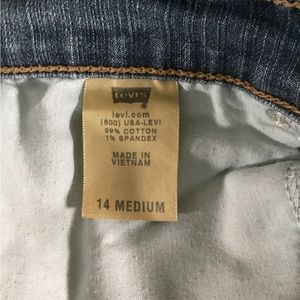 Levi's
levi.com
(800) USA-LEVI
99% COTTON
1% SPANDEX
MADE IN
VIETNAM
14 MEDIUM